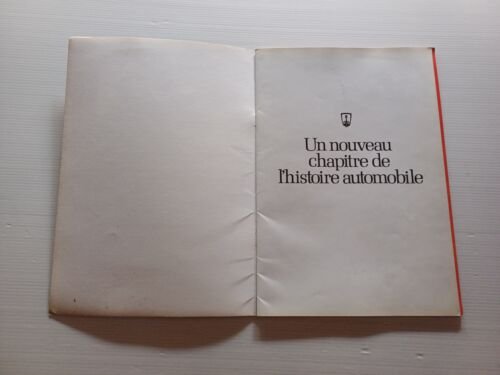 Un nouveau
chapitre de
l'histoire automobile